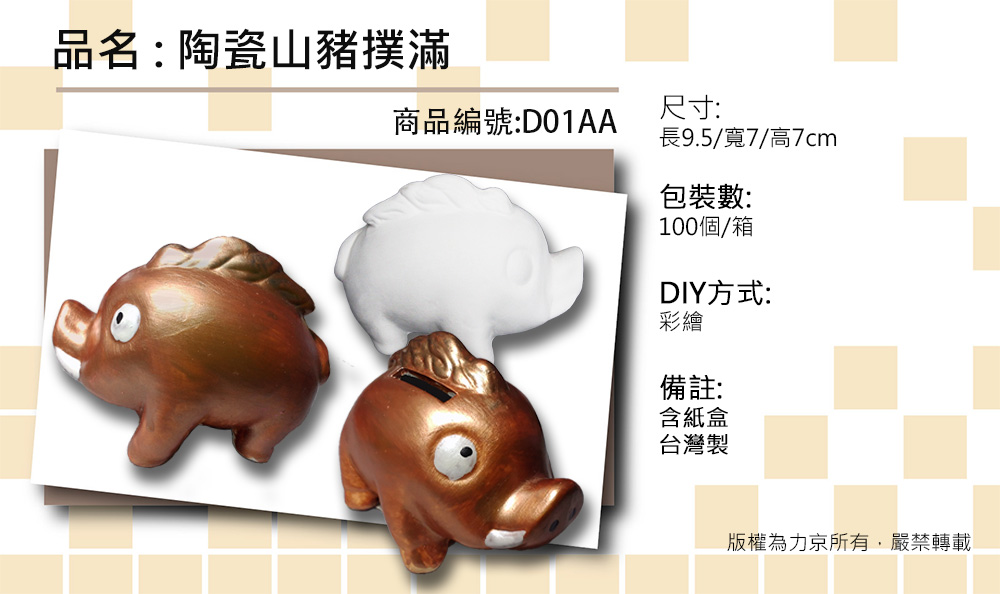 品名 : 陶瓷山豬撲滿
商品編號:D01AA
尺寸:
長9.5/寬7/高7cm
包裝數:
100個/箱
DIY方式:
彩繪
備註:
含紙盒
台灣製
版權為力京所有，嚴禁轉載